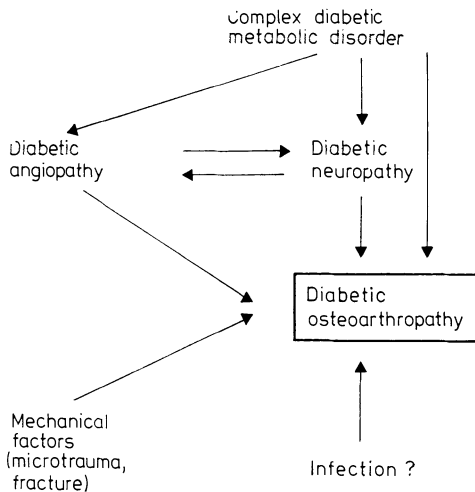 Complex diabetic
metabolic disorder
Diabetic
angiopathy
Diabetic
neuropathy
Diabetic
osteoarthropathy
Mechanical
factors
(microtrauma,
fracture)
Infection ?